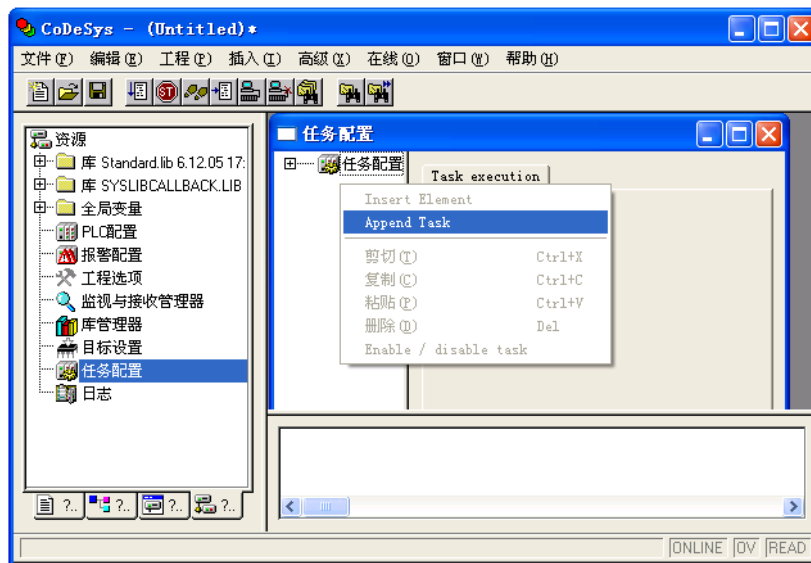 CoDeSys - (Untitled)*
文件(F) 编辑(E) 工程(P) 插入(I) 高级(X) 在线(O) 窗口(W) 帮助(H)
资源
库 Standard.lib 6.12.05 17:
库 SYSLIBCALLBACK.LIB
全局变量
PLC配置
报警配置
工程选项
监视与接收管理器
库管理器
目标设置
任务配置
日志
?.. ?.. ?.. ?..
任务配置
任务配置
Task execution
Insert Element
Append Task
剪切(T) Ctrl+X
复制(C) Ctrl+C
粘贴(P) Ctrl+V
删除(D) Del
Enable / disable task
ONLINE OV READ